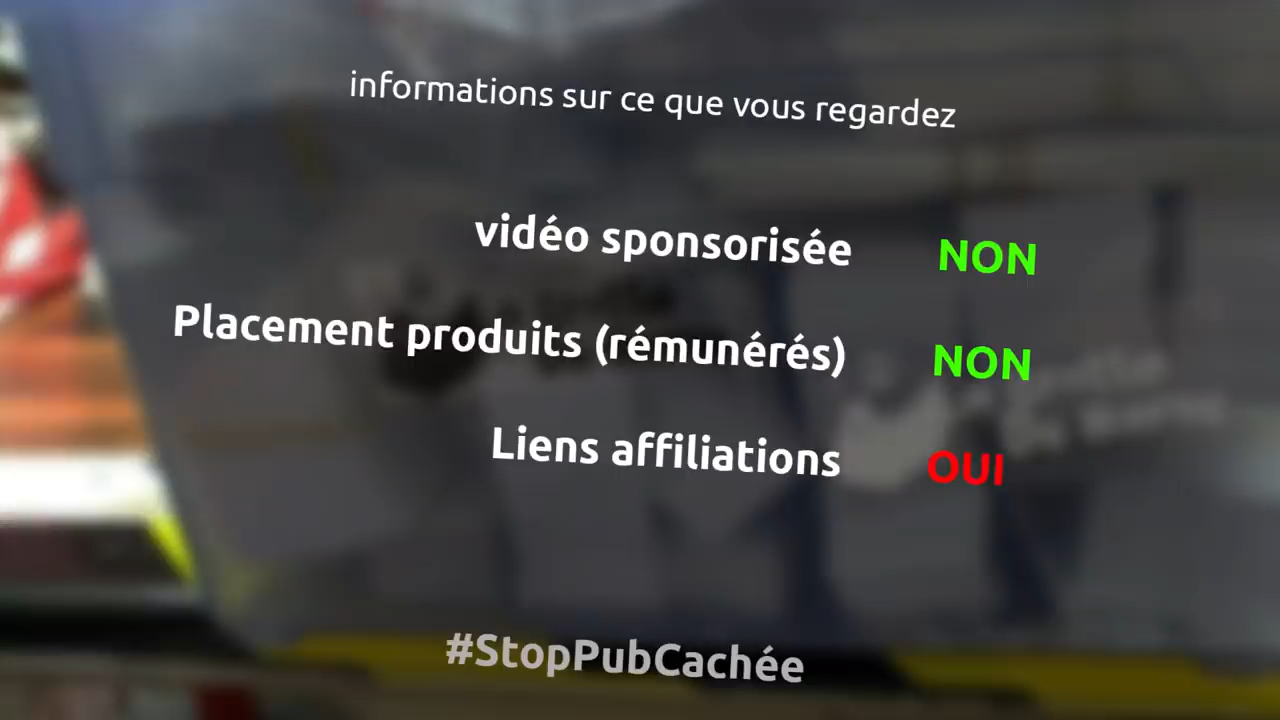 informations sur ce que vous regardez
vidéo sponsorisée NON
Placement produits (rémunérés) NON
Liens affiliations OUI
#StopPubCachée